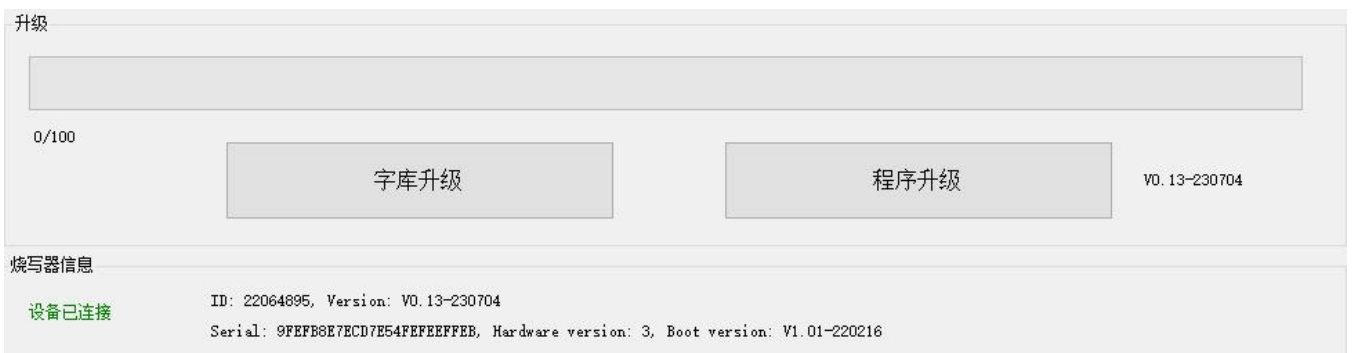 升级
0/100
字库升级
程序升级
V0.13-230704
烧写器信息
设备已连接
ID: 22064895, Version: V0.13-230704
Serial: 9FEFB8E7ECD7E54FEFEEFFEB, Hardware version: 3, Boot version: V1.01-220216